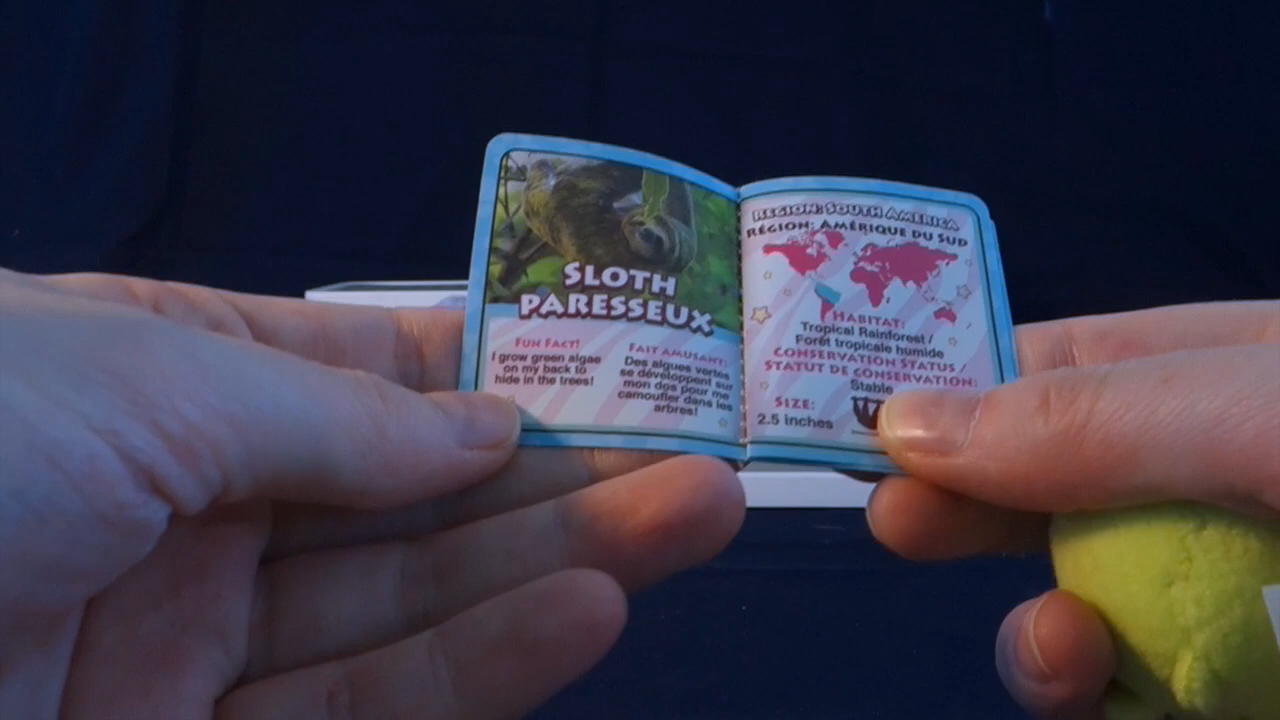 SLOTH
PARESSEUX
FUN FACT!
I grow green algae
on my back to
hide in the trees!
FAIT AMUSANT:
Des algues vertes
se développent sur
mon dos pour me
camoufler dans les
arbres!
REGION: SOUTH AMERICA
RÉGION: AMÉRIQUE DU SUD
HABITAT:
Tropical Rainforest /
Forêt tropicale humide
CONSERVATION STATUS /
STATUT DE CONSERVATION:
Stable
SIZE:
2.5 inches